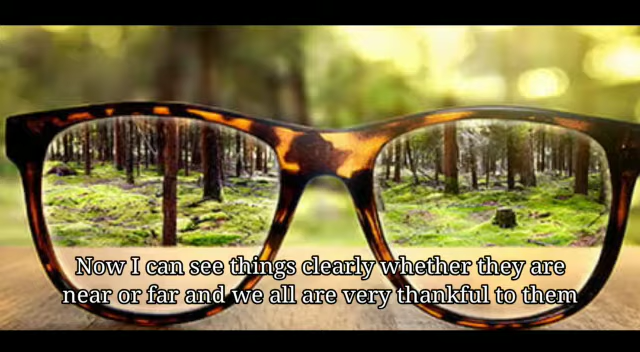 Now I can see things clearly whether they are
near or far and we all are very thankful to them